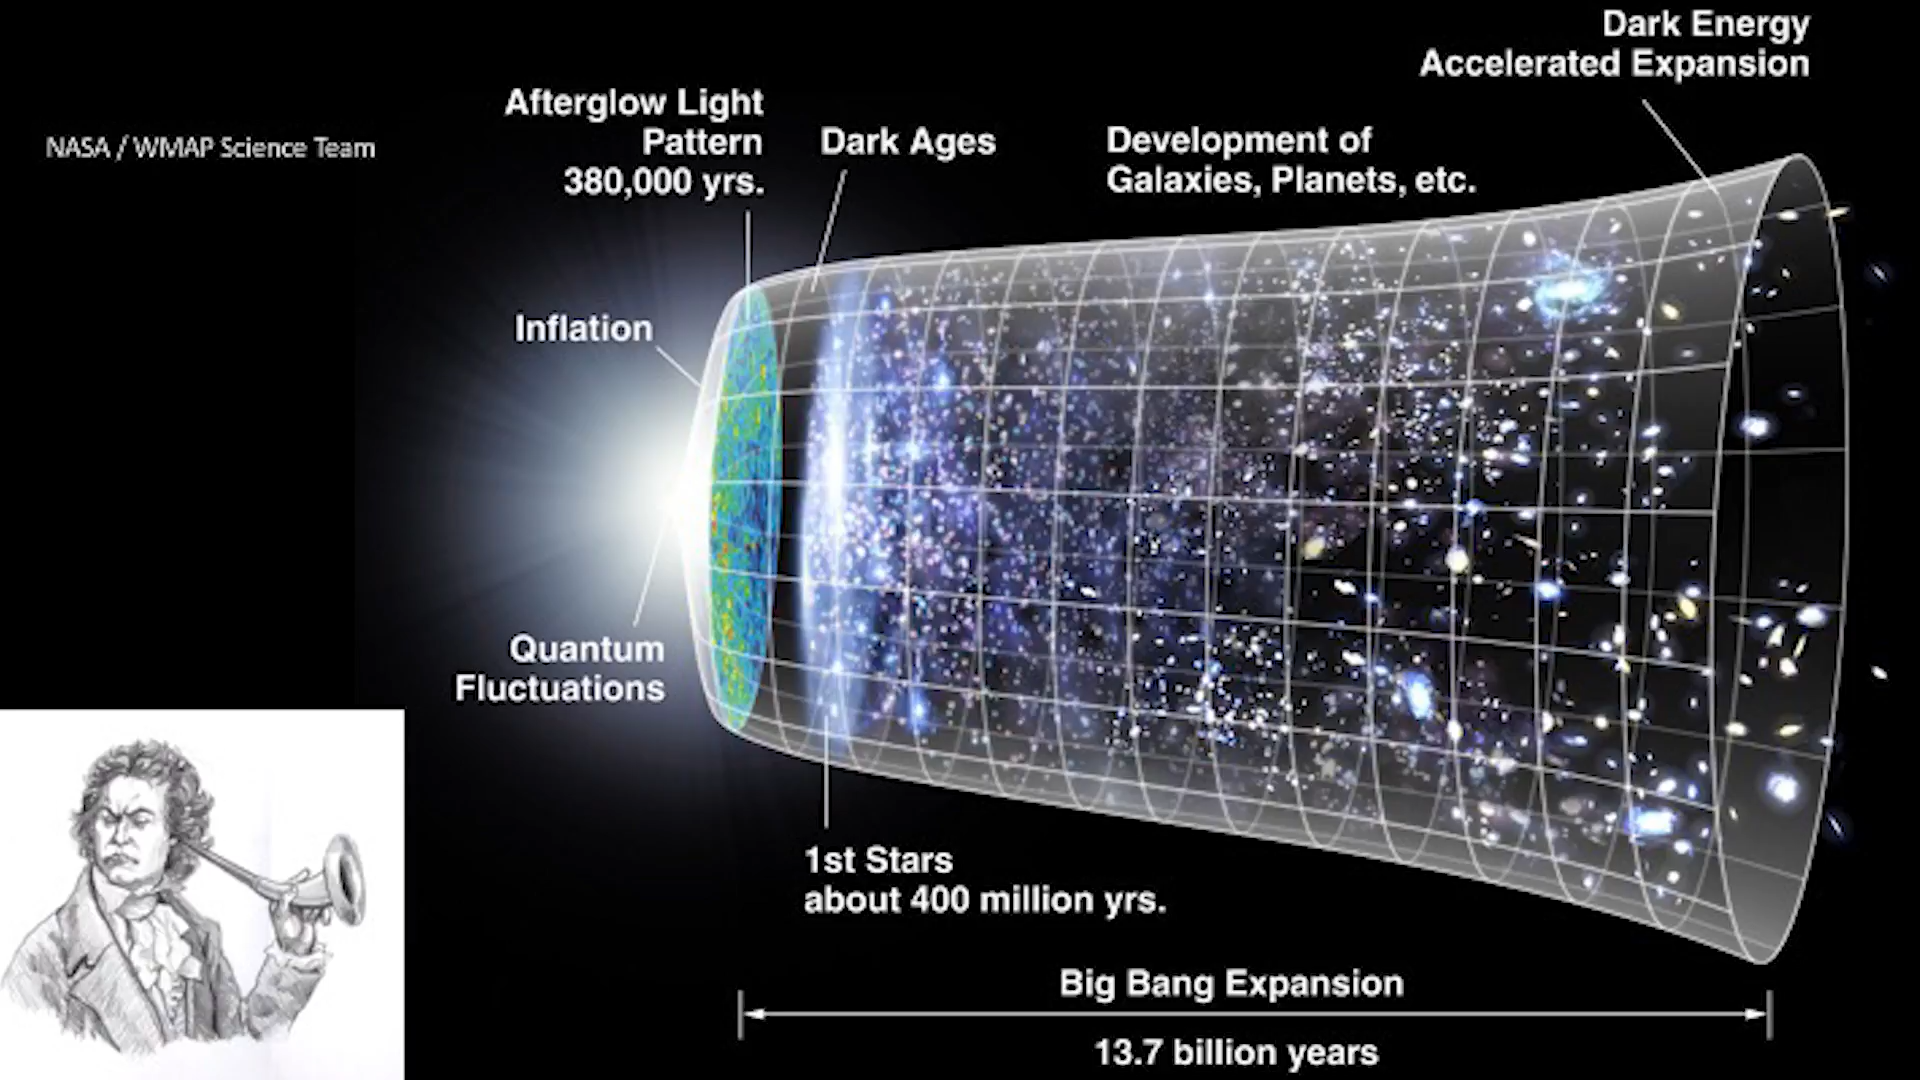 Dark Energy
Accelerated Expansion
Afterglow Light
Pattern
380,000 yrs.
NASA / WMAP Science Team
Dark Ages
Development of
Galaxies, Planets, etc.
Inflation
Quantum
Fluctuations
1st Stars
about 400 million yrs.
Big Bang Expansion
13.7 billion years